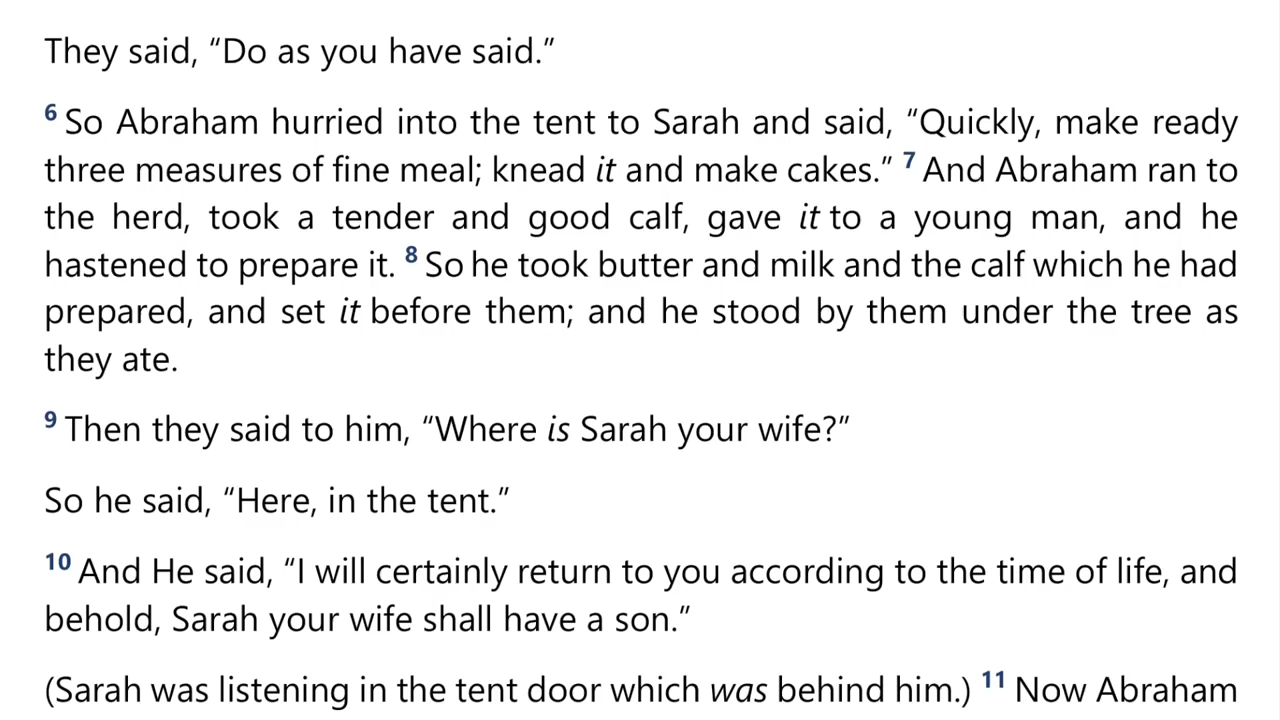 They said, “Do as you have said.”
6 So Abraham hurried into the tent to Sarah and said, “Quickly, make ready
three measures of fine meal; knead it and make cakes.” 7 And Abraham ran to
the herd, took a tender and good calf, gave it to a young man, and he
hastened to prepare it. 8 So he took butter and milk and the calf which he had
prepared, and set it before them; and he stood by them under the tree as
they ate.
9 Then they said to him, “Where is Sarah your wife?”
So he said, “Here, in the tent.”
10 And He said, “I will certainly return to you according to the time of life, and
behold, Sarah your wife shall have a son.”
(Sarah was listening in the tent door which was behind him.) 11 Now Abraham